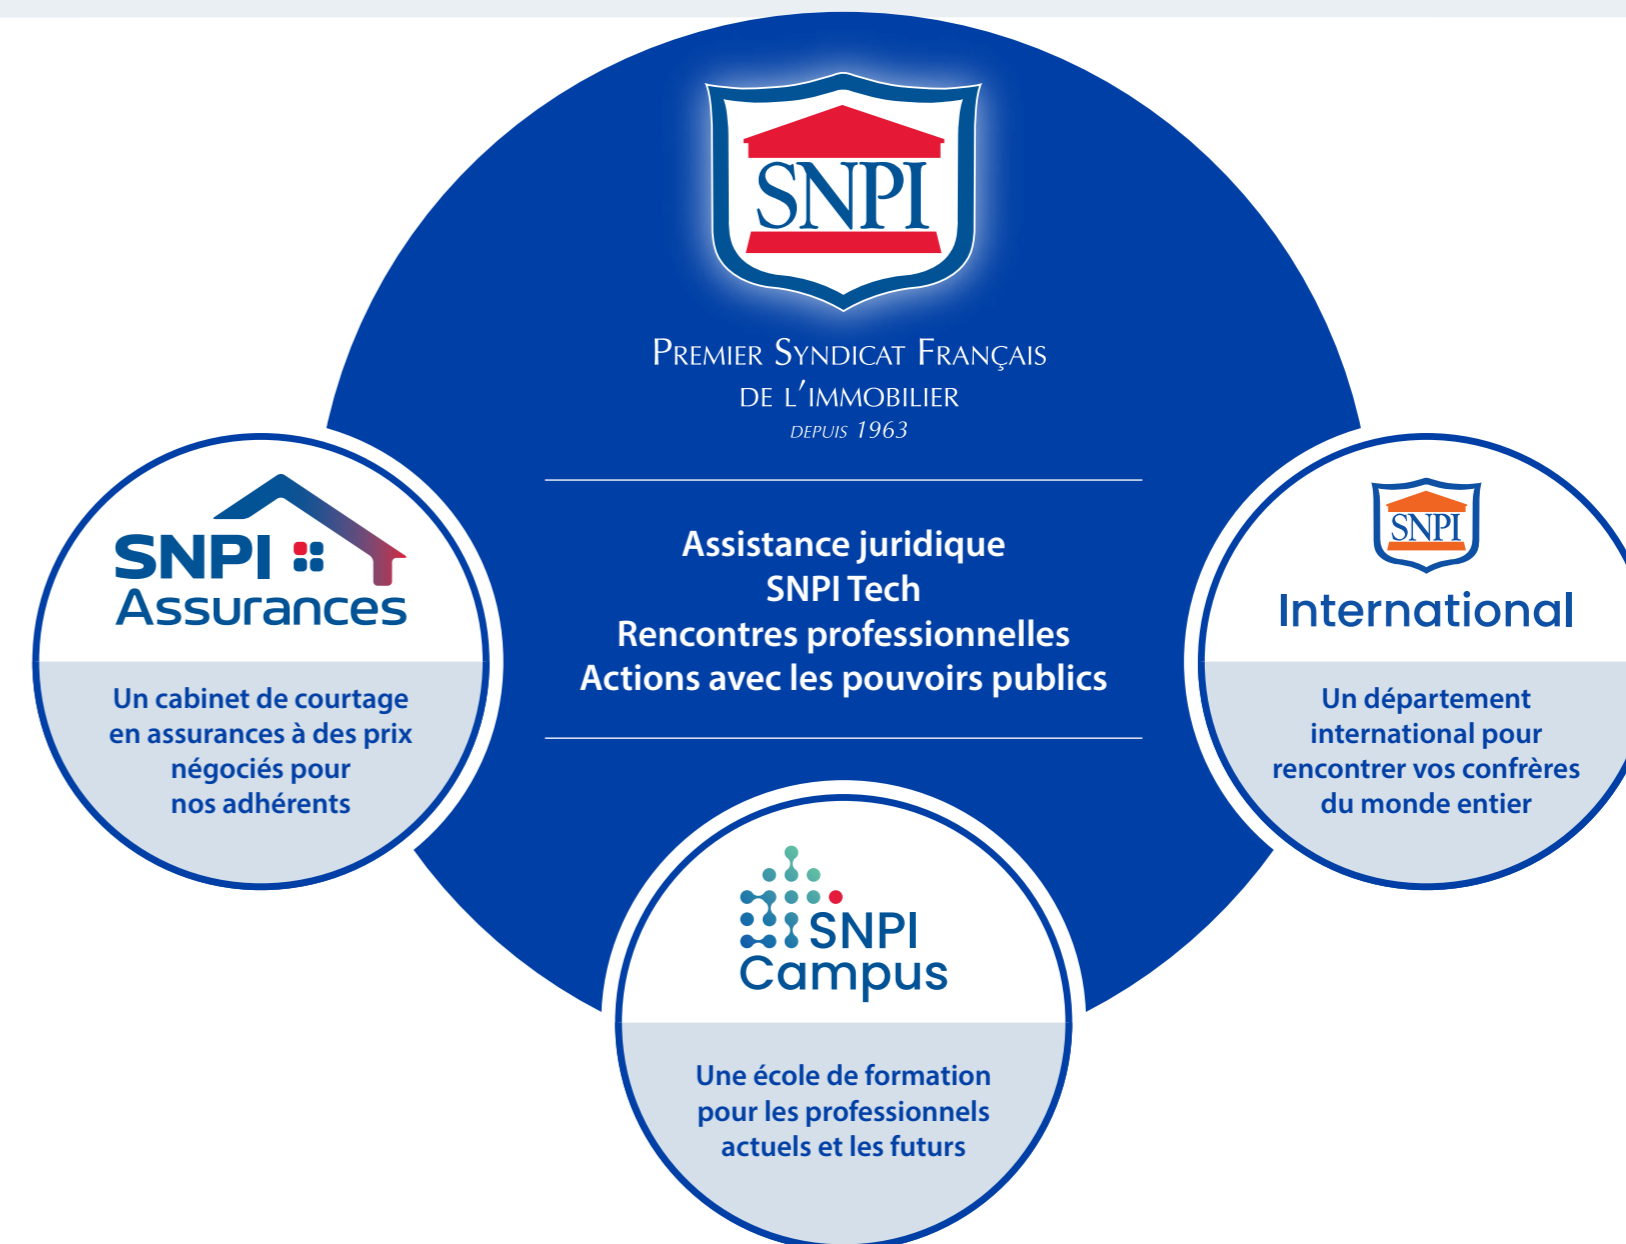 SNPI
Premier Syndicat Français
de l'immobilier
depuis 1963
Assistance juridique
SNPI Tech
Rencontres professionnelles
Actions avec les pouvoirs publics
SNPI
Assurances
Un cabinet de courtage
en assurances à des prix
négociés pour
nos adhérents
SNPI
International
Un département
international pour
rencontrer vos confrères
du monde entier
SNPI
Campus
Une école de formation
pour les professionnels
actuels et les futurs